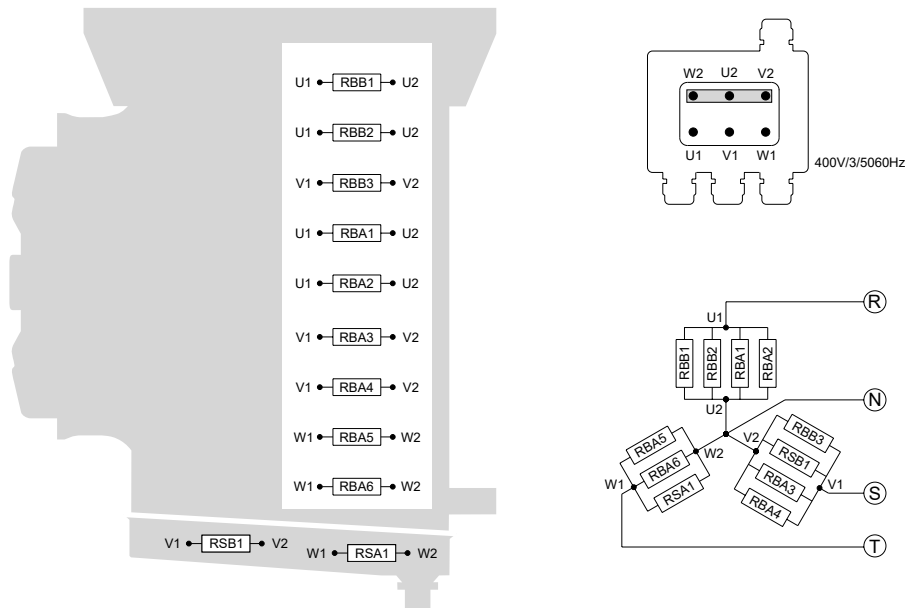 U1 RBB1 U2
U1 RBB2 U2
V1 RBB3 V2
U1 RBA1 U2
U1 RBA2 U2
V1 RBA3 V2
V1 RBA4 V2
W1 RBA5 W2
W1 RBA6 W2
V1 RSB1 V2
W1 RSA1 W2
W2 U2 V2
U1 V1 W1
400V/3/5060Hz
R
U1
RBB1 RBB2 RBA1 RBA2
U2
N
RBA5
RBA6
RSA1
W1
W2
V2
RBB3
RSB1
RBA3
RBA4
V1
S
T